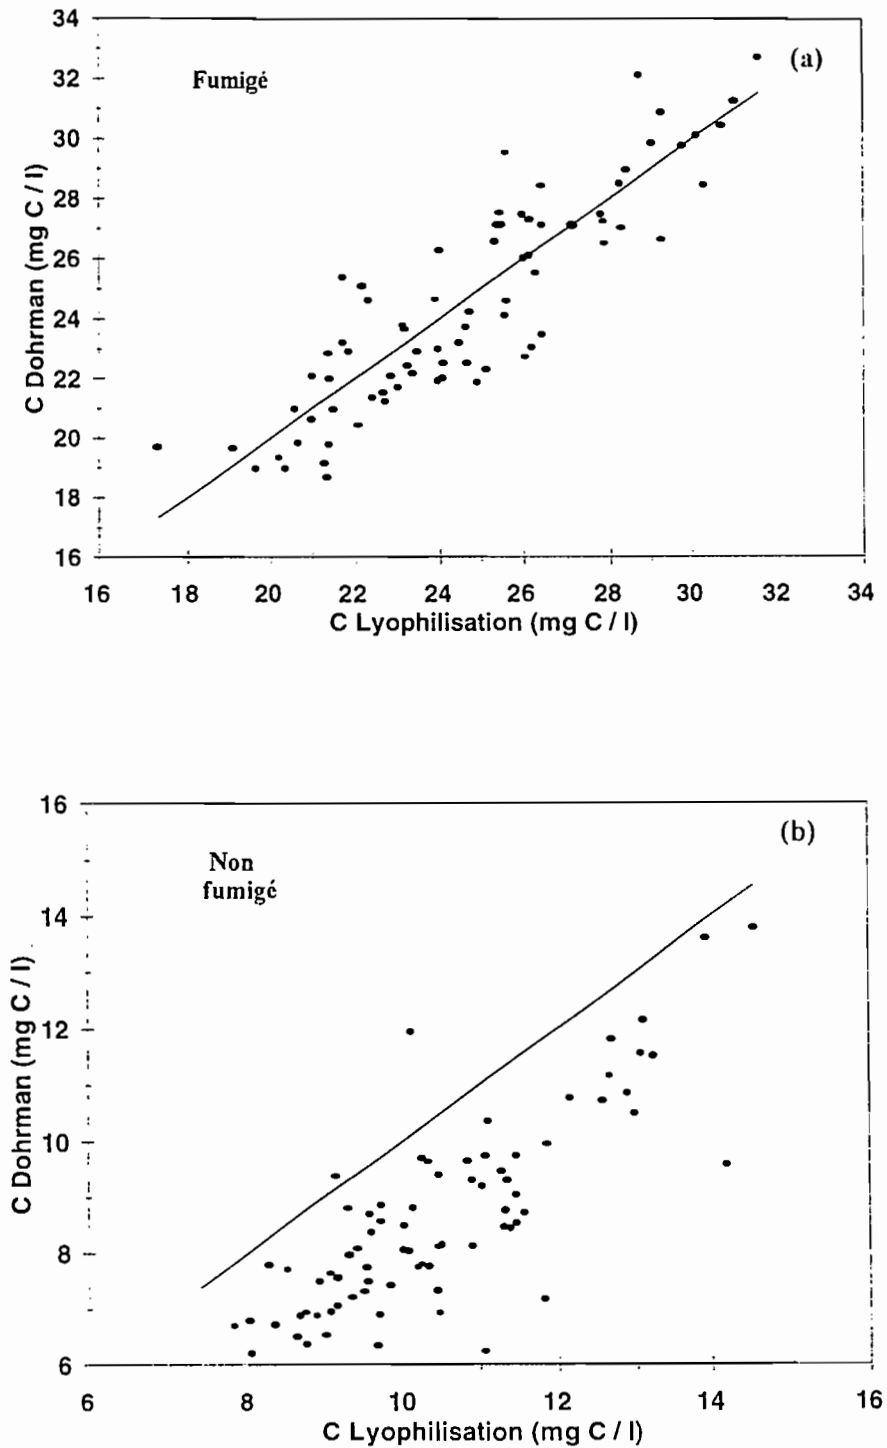 34
(a)
Fumigé
32
30
28
26
24
22
20
18
16
C Dohrman (mg C / l)
16 18 20 22 24 26 28 30 32 34
C Lyophilisation (mg C / l)
16
(b)
Non
fumigé
14
12
10
8
6
C Dohrman (mg C / l)
6 8 10 12 14 16
C Lyophilisation (mg C / l)